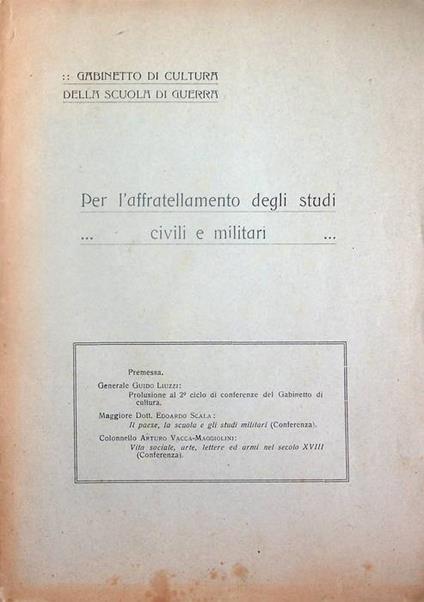 :: GABINETTO DI CULTURA
DELLA SCUOLA DI GUERRA
Per l'affratellamento degli studi
... civili e militari ...
Premessa.
Generale GUIDO LIUZZI:
Prolusione al 2º ciclo di conferenze del Gabinetto di
cultura.
Maggiore Dott. EDOARDO SCALA:
Il paese, la scuola e gli studi militari (Conferenza).
Colonnello ARTURO VACCA-MAGGIOLINI:
Vita sociale, arte, lettere ed armi nel secolo XVIII
(Conferenza).